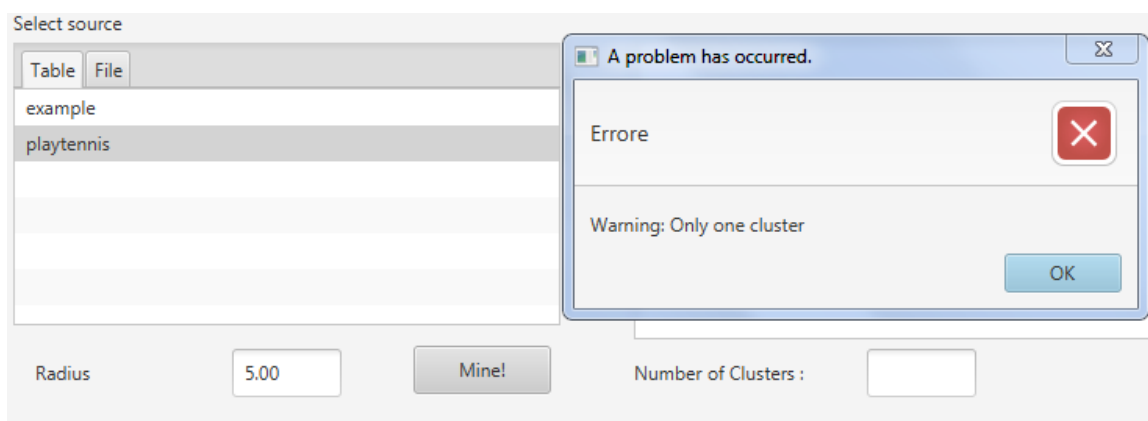 Select source
Table File
example
playtennis
A problem has occurred.
Errore
Warning: Only one cluster
OK
Radius 5.00 Mine! Number of Clusters :